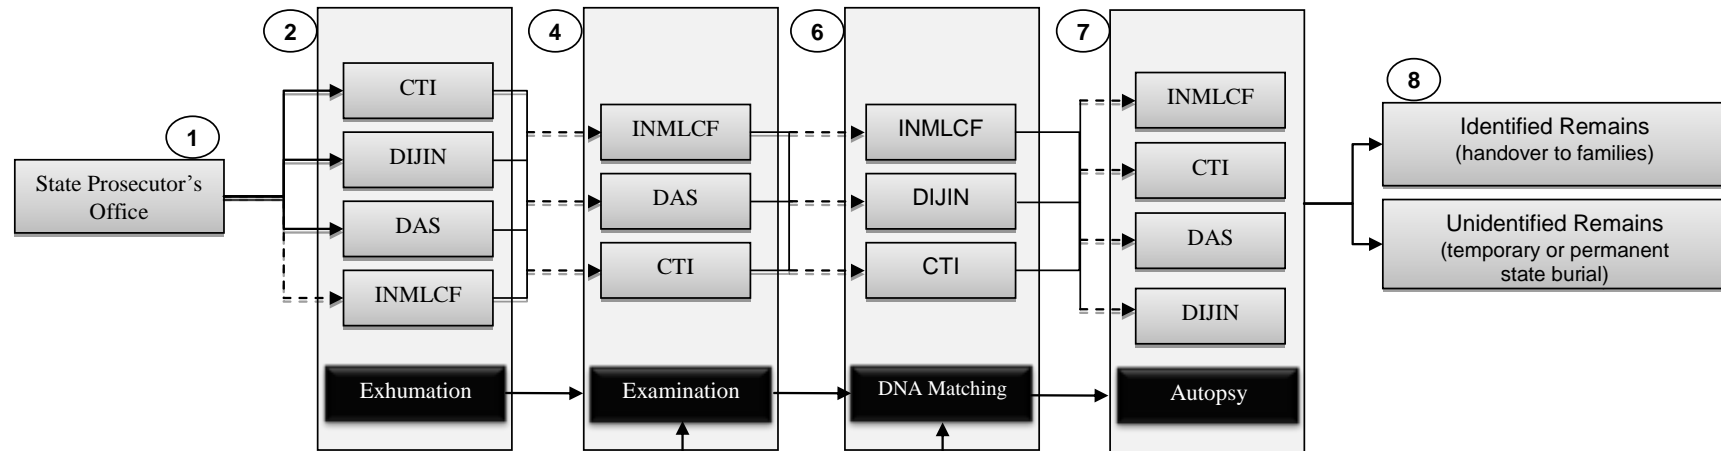 1
State Prosecutor's
Office
2
CTI
DIJIN
DAS
INMLCF
Exhumation
4
INMLCF
DAS
CTI
Examination
6
INMLCF
DIJIN
CTI
DNA Matching
7
INMLCF
CTI
DAS
DIJIN
Autopsy
8
Identified Remains
(handover to families)
Unidentified Remains
(temporary or permanent
state burial)